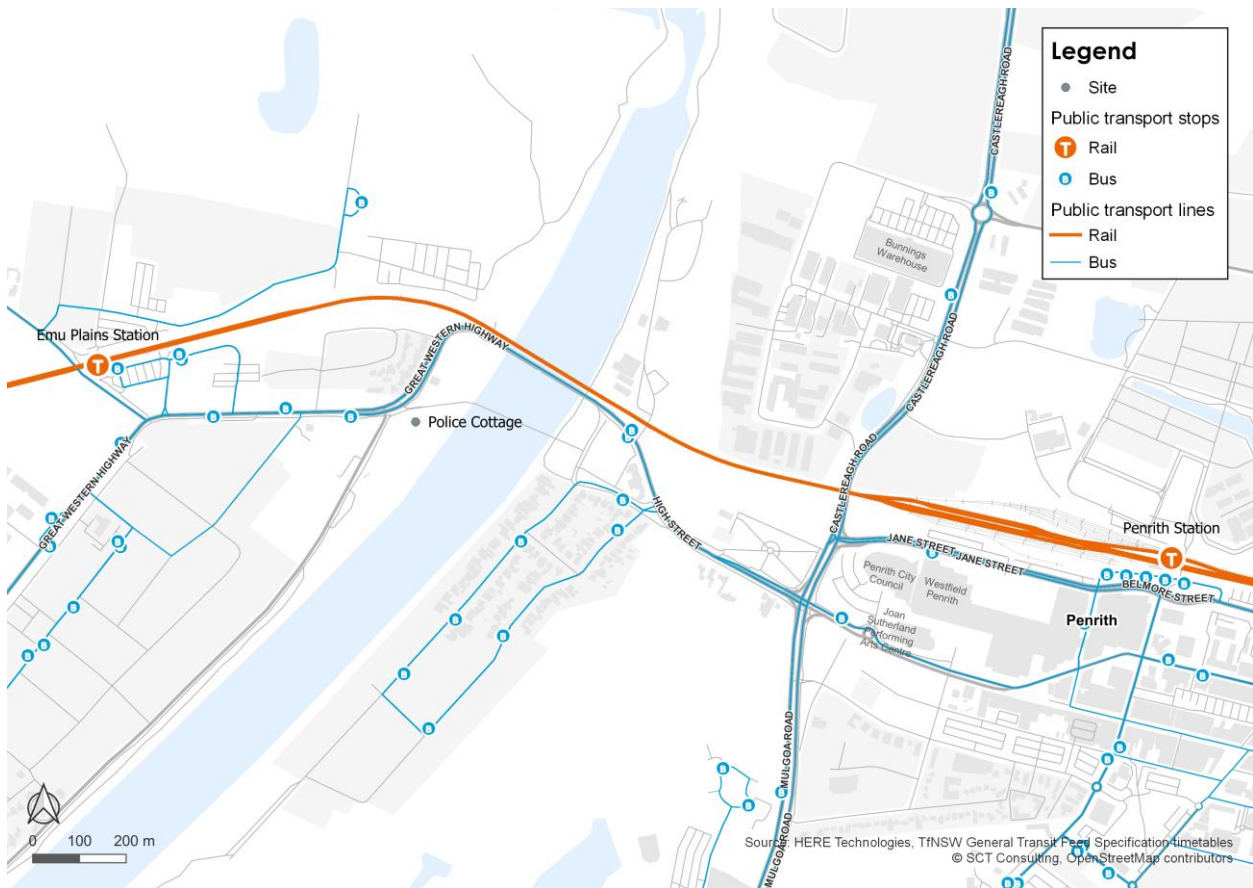 Legend
Site
Public transport stops
T Rail
B Bus
Public transport lines
Rail
Bus
CASTLEREAGH ROAD
B
B
Bunnings
Warehouse
B
CASTLEREAGH ROAD
Emu Plains Station
T
B
B
GREAT WESTERN HIGHWAY
GREAT WESTERN HIGHWAY
B
B
B
Police Cottage
B
GREAT WESTERN HIGHWAY
B
B
B
B
B
B
HIGH STREET
B
B
B
B
B
B
B
B
CASTLEREAGH ROAD
JANE STREET
JANE STREET
B
Penrith Station
T
B B B B B
BELMORE STREET
Penrith City
Council
Westfield
Penrith
Penrith
Joan
Sutherland
Performing
Arts Centre
B
B
B
B
B
B
B
B
MULGOA ROAD
MULGOA ROAD
0 100 200 m
Source: HERE Technologies, TfNSW General Transit Feed Specification timetables
© SCT Consulting, OpenStreetMap contributors